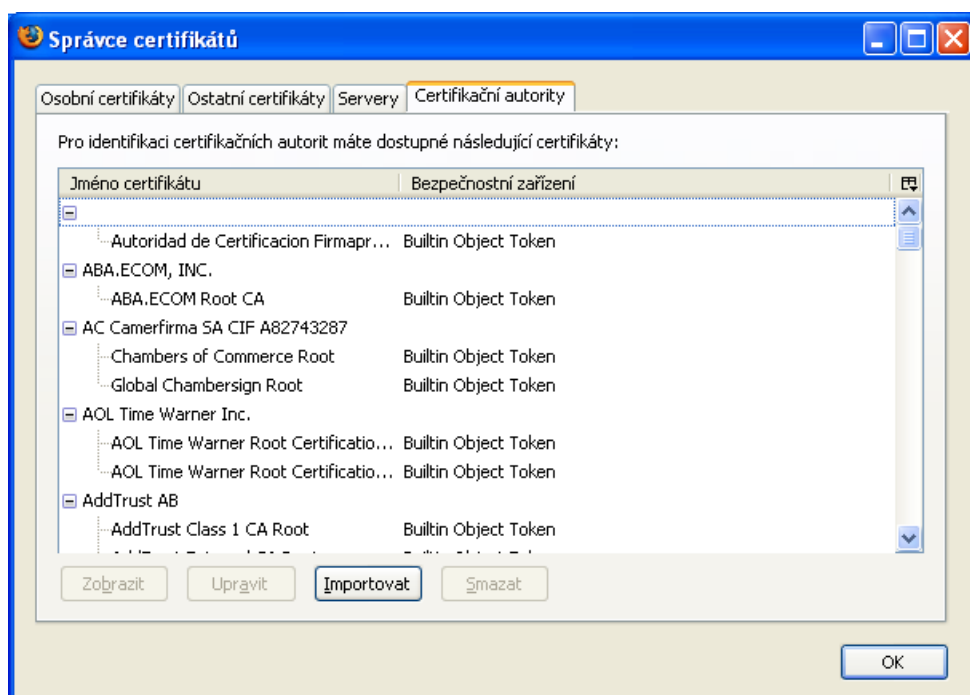 Správce certifikátů
Osobní certifikáty Ostatní certifikáty Servery Certifikační autority
Pro identifikaci certifikačních autorit máte dostupné následující certifikáty:
Jméno certifikátu Bezpečnostní zařízení
Autoridad de Certificacion Firmapr... Builtin Object Token
ABA.ECOM, INC.
ABA.ECOM Root CA Builtin Object Token
AC Camerfirma SA CIF A82743287
Chambers of Commerce Root Builtin Object Token
Global Chambersign Root Builtin Object Token
AOL Time Warner Inc.
AOL Time Warner Root Certificatio... Builtin Object Token
AOL Time Warner Root Certificatio... Builtin Object Token
AddTrust AB
AddTrust Class 1 CA Root Builtin Object Token
Zobrazit Upravit Importovat Smazat
OK